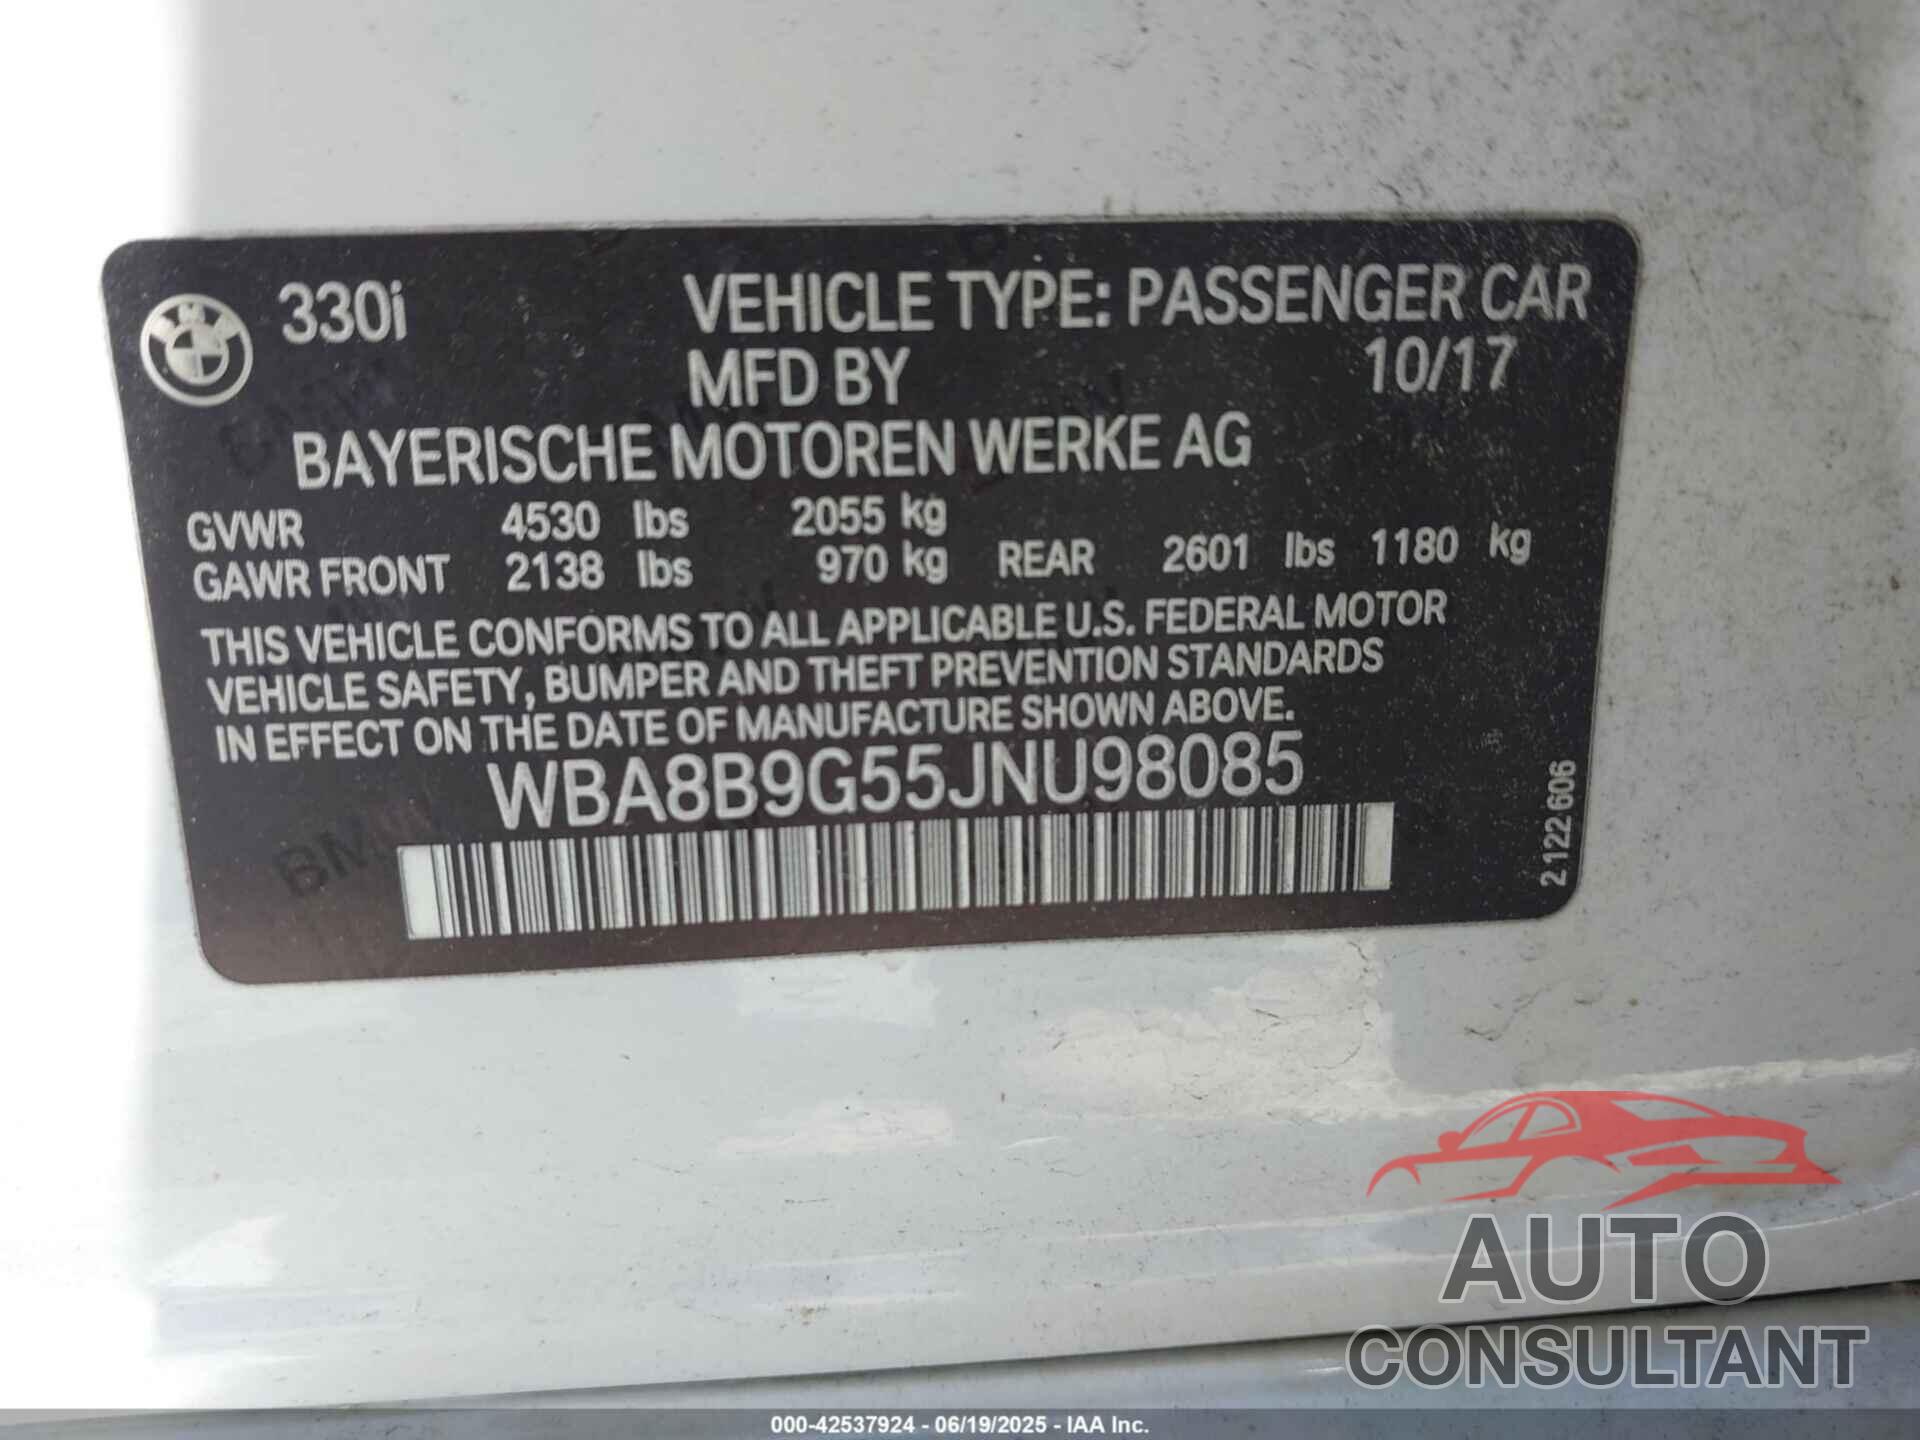 330i
VEHICLE TYPE: PASSENGER CAR
MFD BY 10/17
BAYERISCHE MOTOREN WERKE AG
GVWR 4530 lbs 2055 kg
GAWR FRONT 2138 lbs 970 kg REAR 2601 lbs 1180 kg
THIS VEHICLE CONFORMS TO ALL APPLICABLE U.S. FEDERAL MOTOR
VEHICLE SAFETY, BUMPER AND THEFT PREVENTION STANDARDS
IN EFFECT ON THE DATE OF MANUFACTURE SHOWN ABOVE.
WBA8B9G55JNU98085
2122606
BMW
AUTO
CONSULTANT
000-42537924 - 06/19/2025 - IAA Inc.